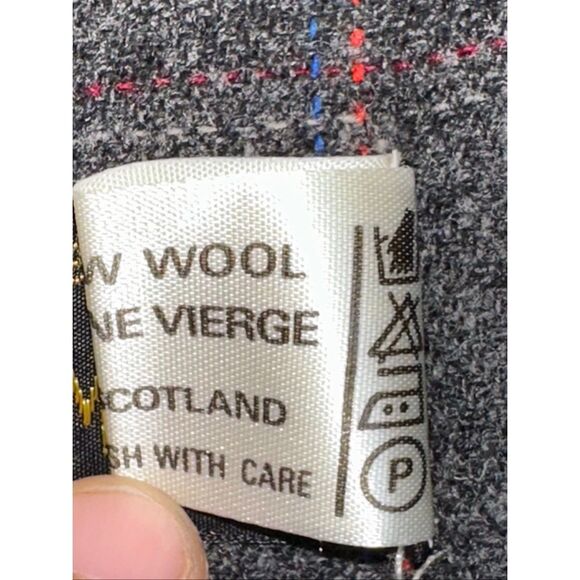 W WOOL
NE VIERGE
SCOTLAND
SH WITH CARE
P